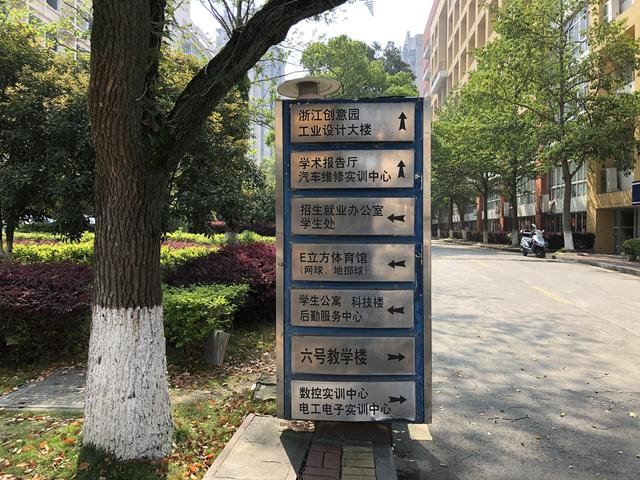 浙江创意园
工业设计大楼
学术报告厅
汽车维修实训中心
招生就业办公室
学生处
E立方体育馆
(网球、地掷球)
学生公寓 科技楼
后勤服务中心
六号教学楼
数控实训中心
电工电子实训中心